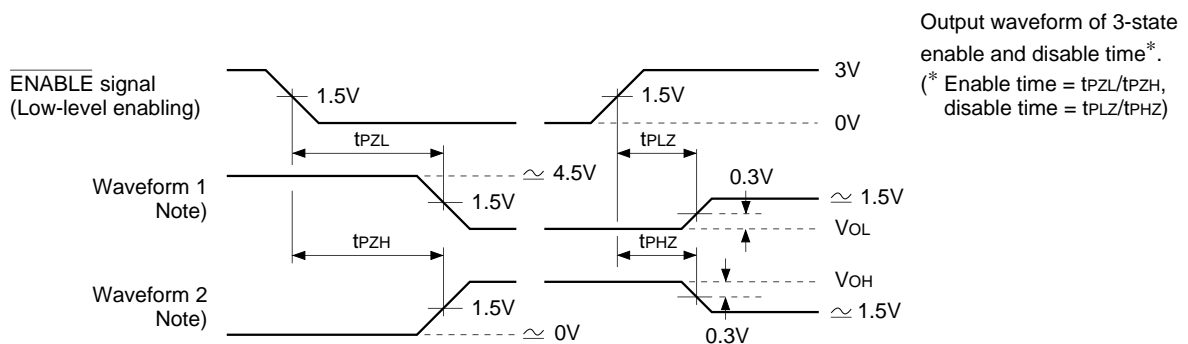 Output waveform of 3-state
enable and disable time*.
(* Enable time = tPZL/tPZH,
disable time = tPLZ/tPHZ)
ENABLE signal
(Low-level enabling)
1.5V
1.5V
3V
0V
tPZL
tPLZ
Waveform 1
Note)
≃ 4.5V
1.5V
0.3V
≃ 1.5V
VOL
tPZH
tPHZ
Waveform 2
Note)
1.5V
≃ 0V
VOH
≃ 1.5V
0.3V